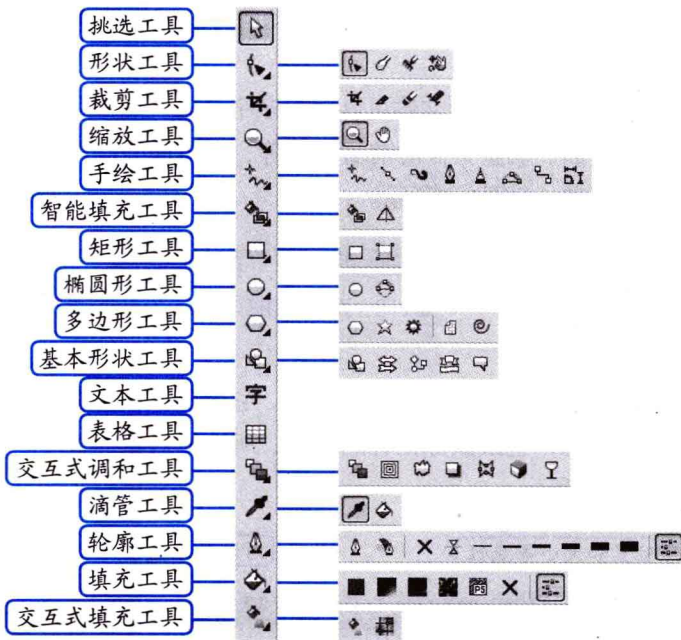 挑选工具
形状工具
裁剪工具
缩放工具
手绘工具
智能填充工具
矩形工具
椭圆形工具
多边形工具
基本形状工具
文本工具
字
表格工具
交互式调和工具
滴管工具
轮廓工具
填充工具
PS
交互式填充工具